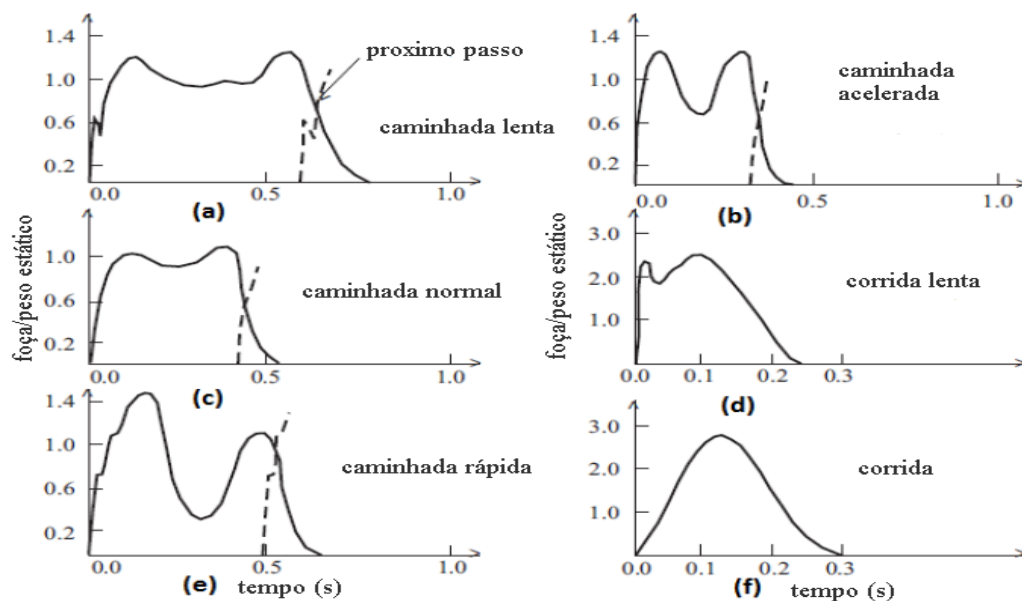 1.4
1.0
0.6
0.2
0.0
0.5
1.0
proximo passo
caminhada lenta
(a)
1.4
1.0
0.6
0.2
0.0
0.5
1.0
caminhada
acelerada
(b)
foça/peso estático
1.0
0.6
0.2
0.0
0.5
1.0
caminhada normal
(c)
foça/peso estático
3.0
2.0
1.0
0.0
0.1
0.2
0.3
corrida lenta
(d)
1.4
1.0
0.6
0.2
0.0
0.5
1.0
caminhada rápida
(e)
tempo (s)
3.0
2.0
1.0
0.0
0.1
0.2
0.3
corrida
(f)
tempo (s)